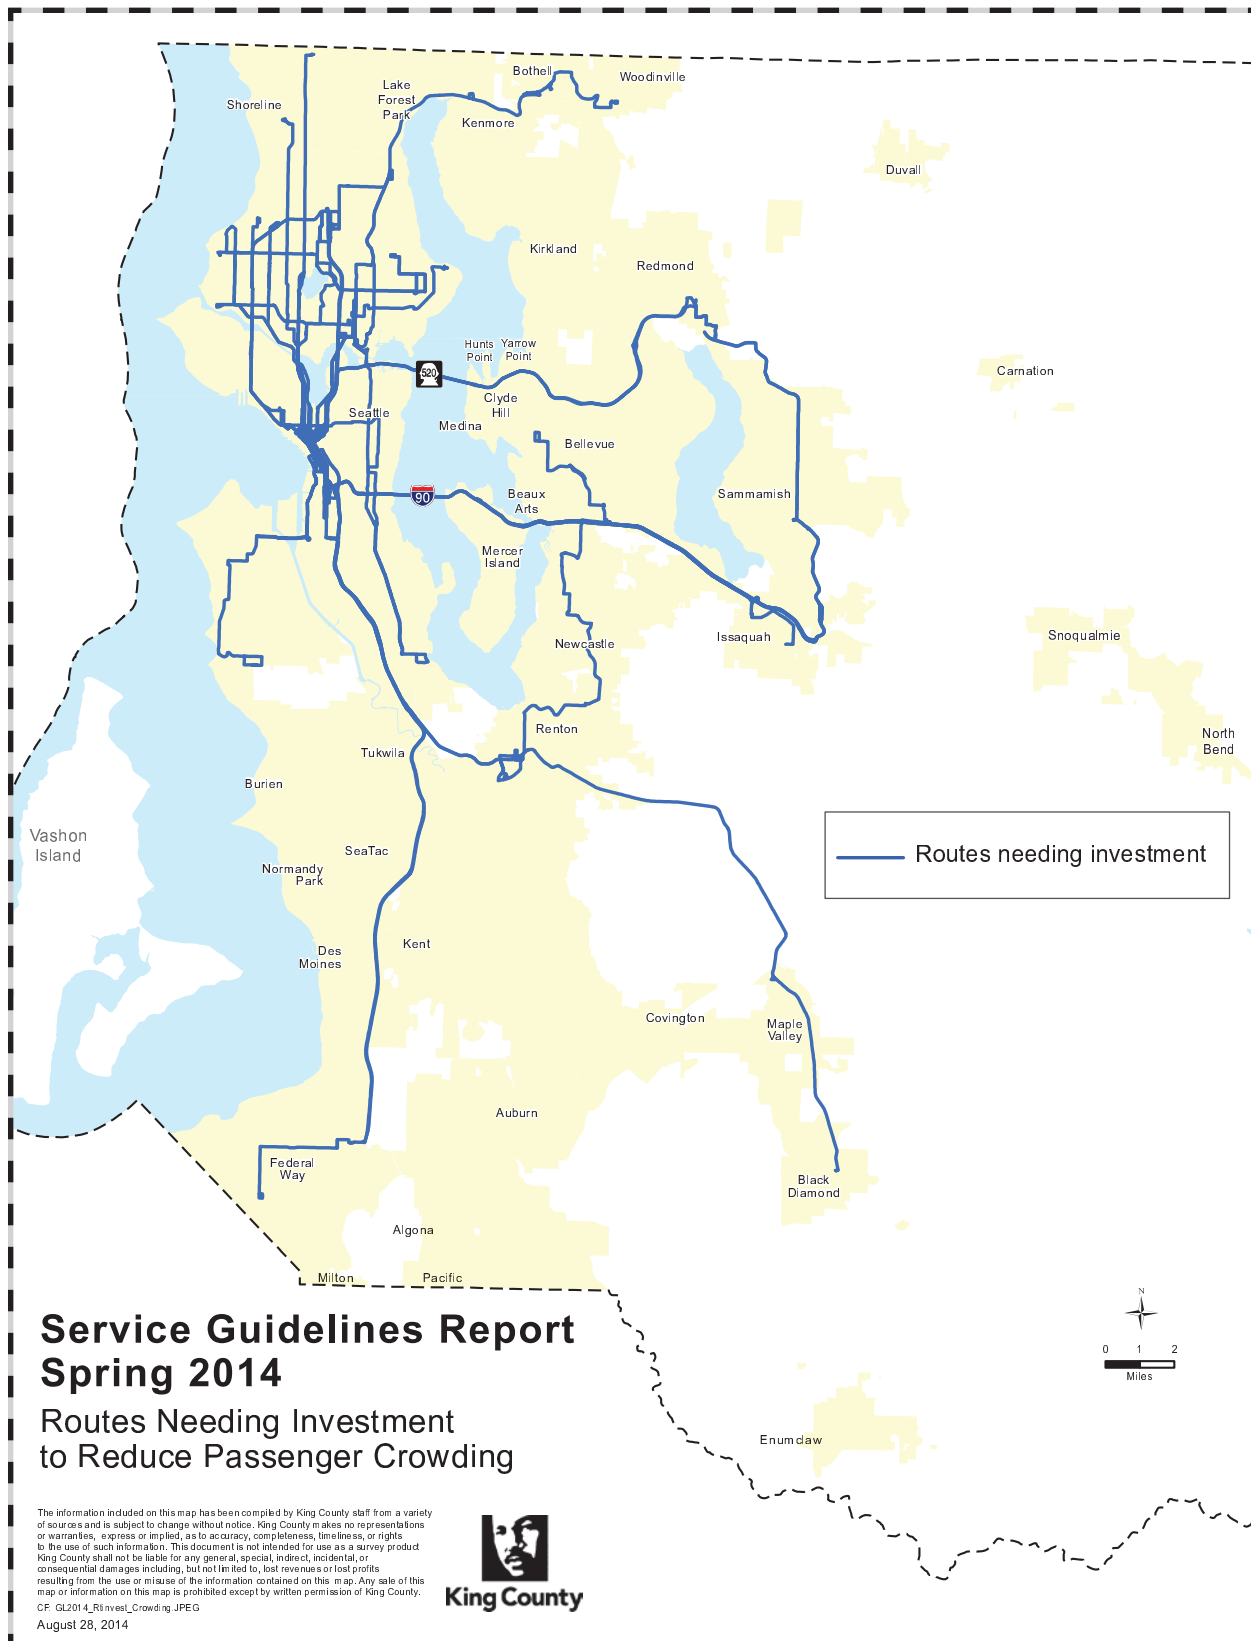 Bothell
Woodinville
Lake
Forest
Park
Shoreline
Kenmore
Duvall
Kirkland
Redmond
Hunts
Point
Yarrow
Point
520
Carnation
Clyde
Hill
Seattle
Medina
Bellevue
90
Beaux
Arts
Sammamish
Mercer
Island
Newcastle
Issaquah
Snoqualmie
Renton
North
Bend
Tukwila
Burien
Vashon
Island
SeaTac
Routes needing investment
Normandy
Park
Kent
Des
Moines
Covington
Maple
Valley
Auburn
Federal
Way
Black
Diamond
Algona
Milton
Pacific
N
0 1 2
Miles
Service Guidelines Report
Spring 2014
Routes Needing Investment
to Reduce Passenger Crowding
Enumclaw
The information included on this map has been compiled by King County staff from a variety
of sources and is subject to change without notice. King County makes no representations
or warranties, express or implied, as to accuracy, completeness, timeliness, or rights
to the use of such information. This document is not intended for use as a survey product
King County shall not be liable for any general, special, indirect, incidental, or
consequential damages including, but not limited to, lost revenues or lost profits
resulting from the use or misuse of the information contained on this map. Any sale of this
map or information on this map is prohibited except by written permission of King County.
CF. GL2014_RtInvest_Crowding.JPEG
August 28, 2014
King County